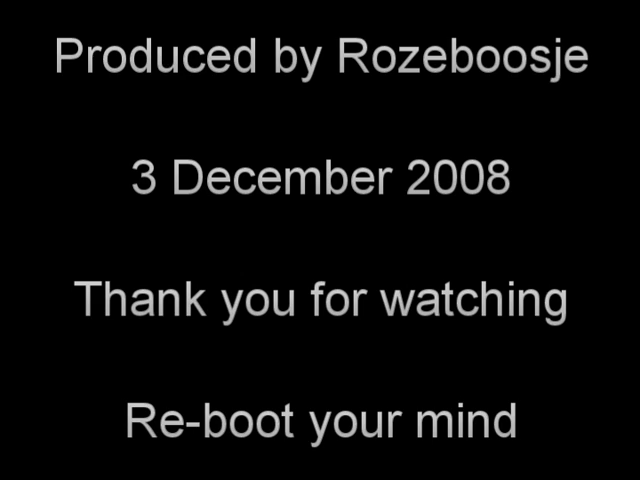 Produced by Rozeboosje
3 December 2008
Thank you for watching
Re-boot your mind